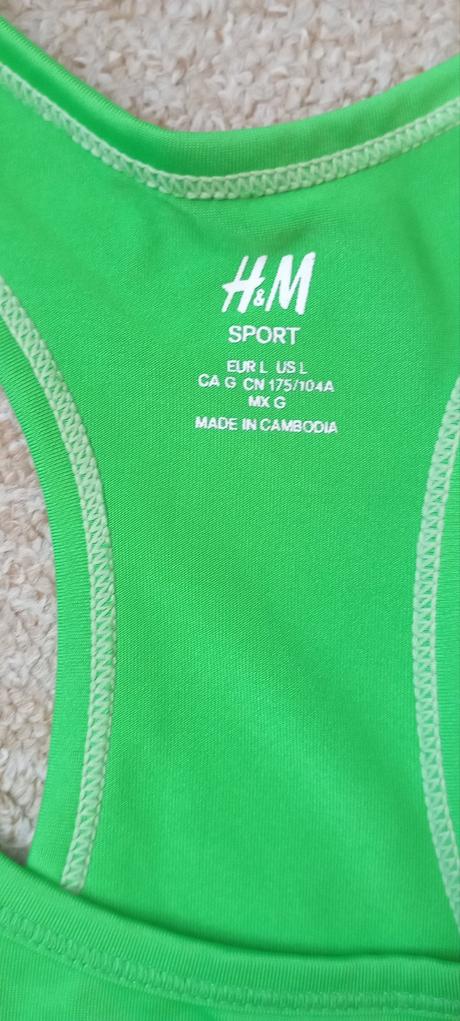 H&M
SPORT
EUR L US L
CA G CN 175/104A
MX G
MADE IN CAMBODIA